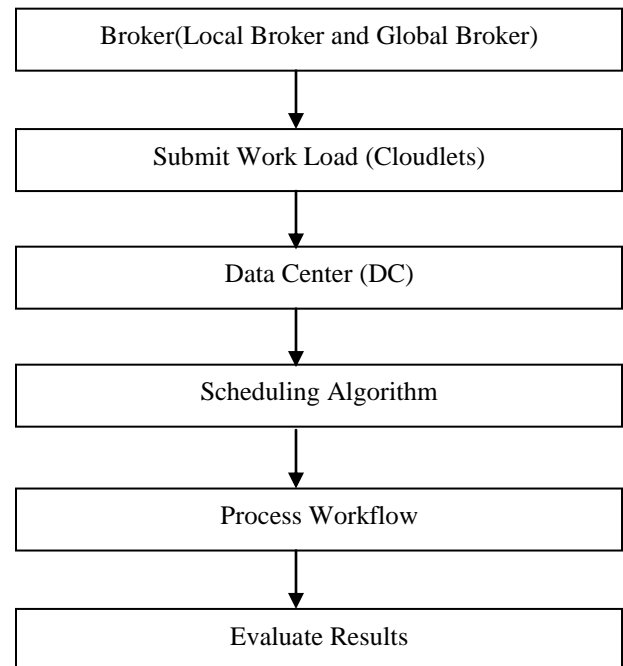 Broker(Local Broker and Global Broker)
Submit Work Load (Cloudlets)
Data Center (DC)
Scheduling Algorithm
Process Workflow
Evaluate Results